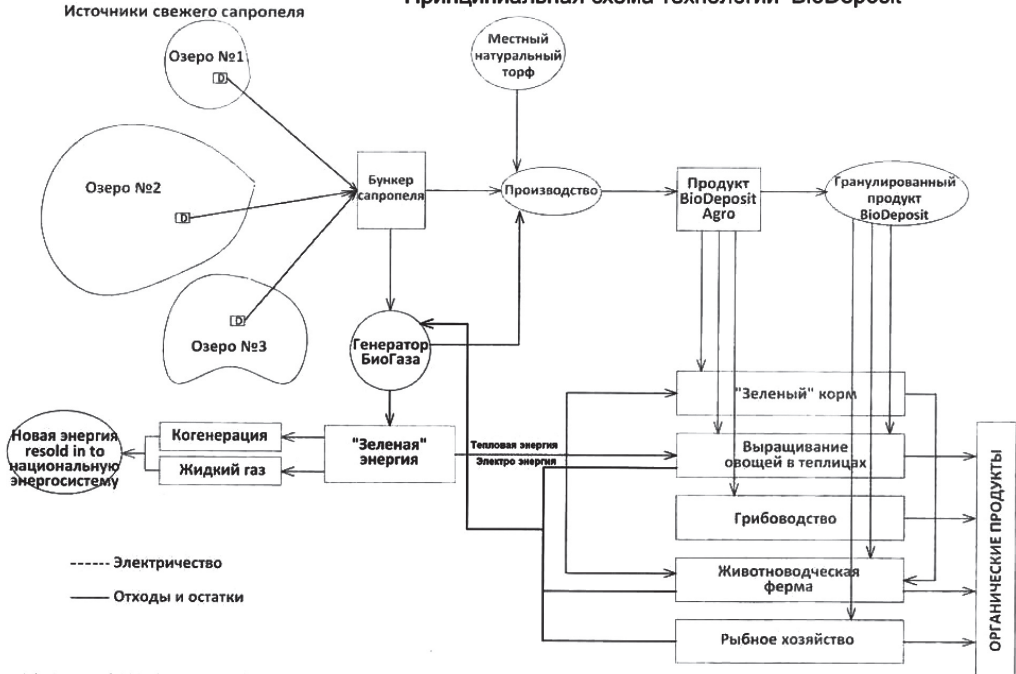 Принципиальная схема технологии BioDeposit
Источники свежего сапропеля
Озеро №1
D
Озеро №2
D
Озеро №3
D
Местный
натуральный
торф
Бункер
сапропеля
Производство
Продукт
BioDeposit
Agro
Гранулированный
продукт
BioDeposit
Генератор
БиоГаза
"Зеленая"
энергия
Когенерация
Жидкий газ
Новая энергия
resold in to
национальную
энергосистему
Тепловая энергия
Электро энергия
"Зеленый" корм
Выращивание
овощей в теплицах
Грибоводство
Животноводческая
ферма
Рыбное хозяйство
ОРГАНИЧЕСКИЕ ПРОДУКТЫ
Электричество
Отходы и остатки